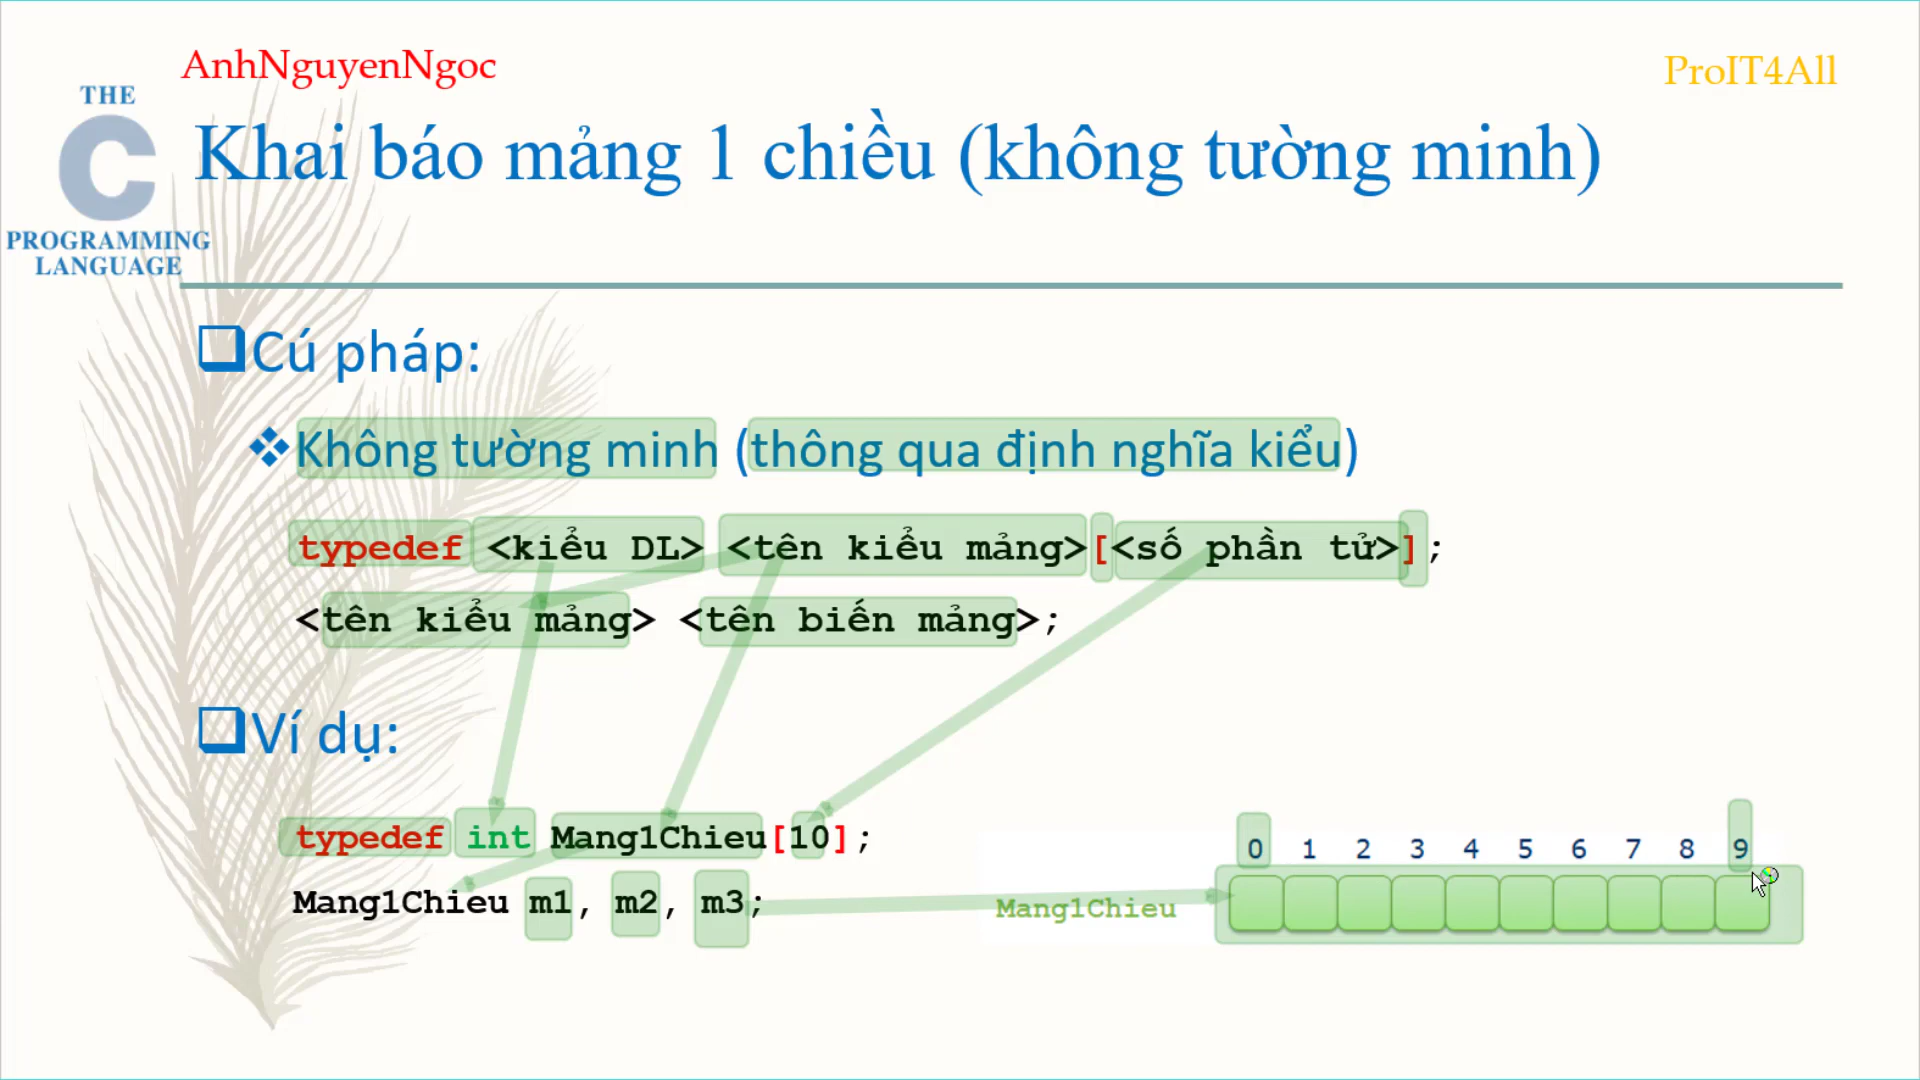 AnhNguyenNgoc
ProIT4All
THE
C
PROGRAMMING
LANGUAGE
Khai báo mảng 1 chiều (không tường minh)
Cú pháp:
Không tường minh (thông qua định nghĩa kiểu)
typedef <kiểu DL> <tên kiểu mảng>[<số phần tử>];
<tên kiểu mảng> <tên biến mảng>;
Ví dụ:
typedef int Mang1Chieu[10];
Mang1Chieu m1, m2, m3;
0 1 2 3 4 5 6 7 8 9
Mang1Chieu